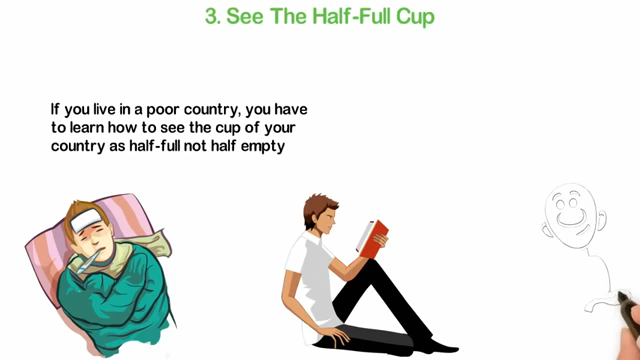 3. See The Half-Full Cup
If you live in a poor country, you have
to learn how to see the cup of your
country as half-full not half empty